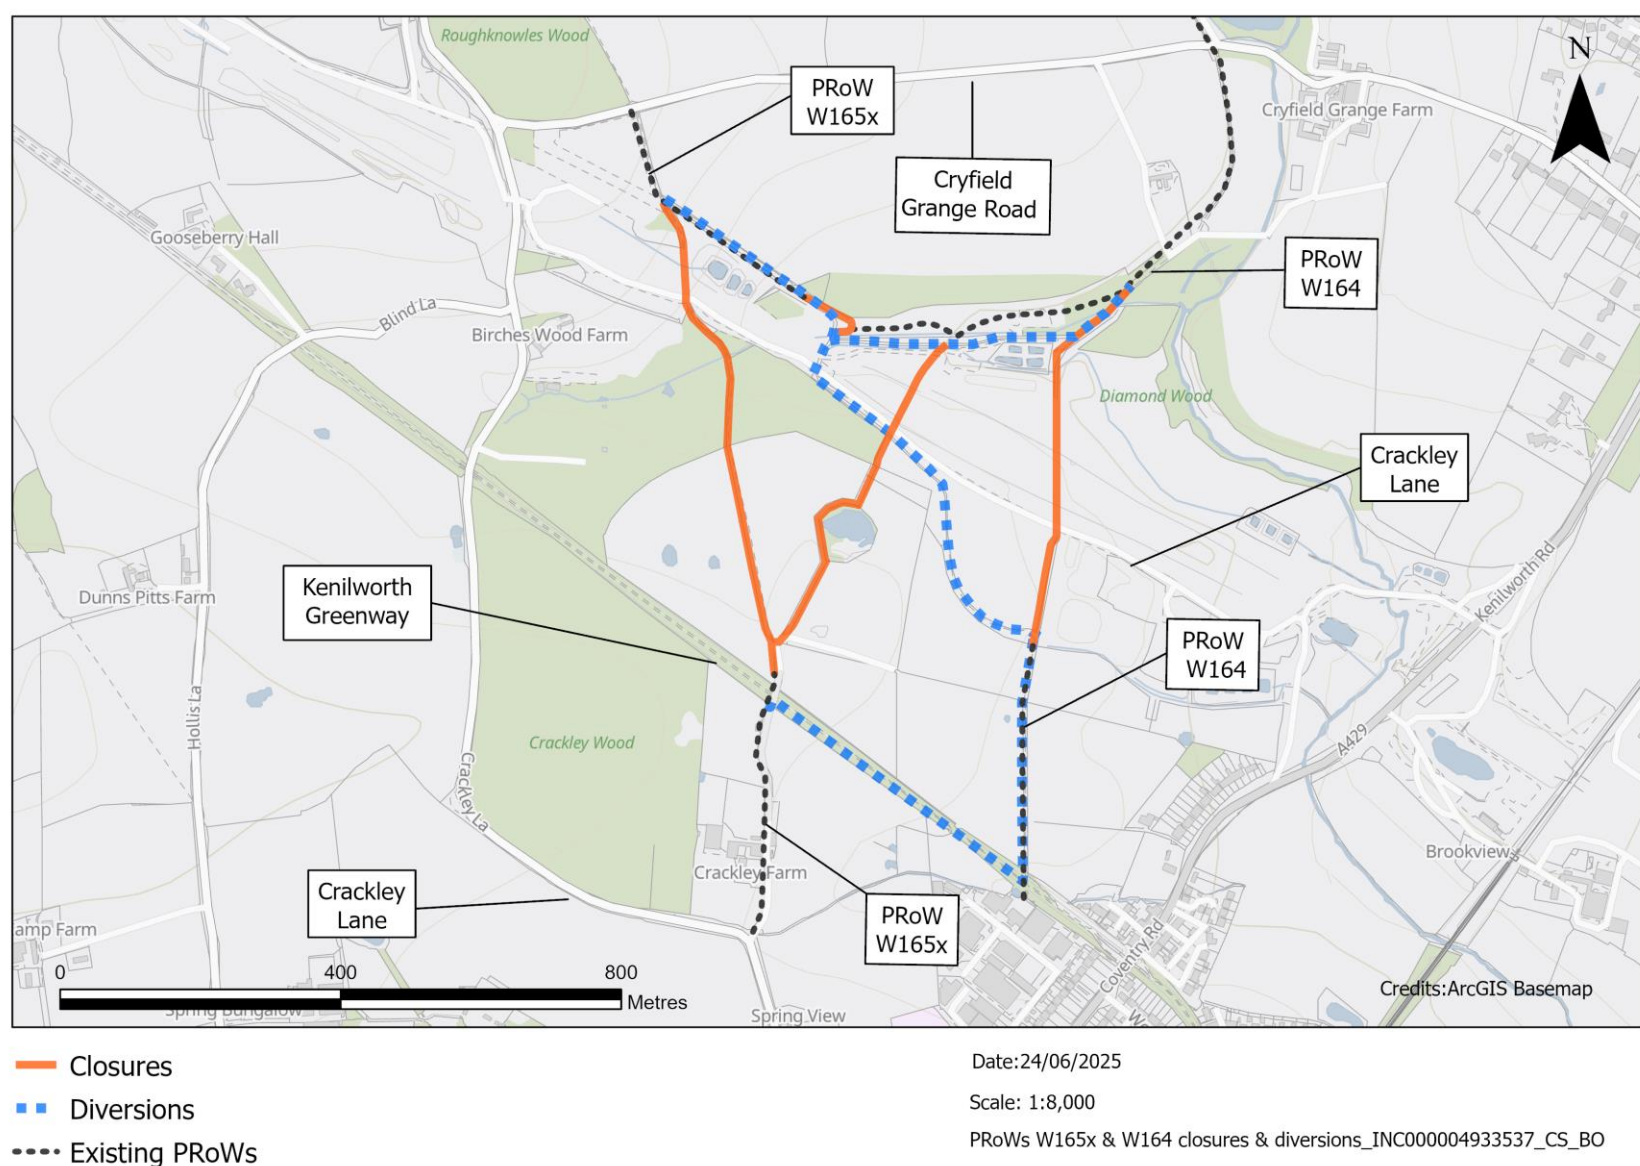 Roughknowles Wood
N
PRoW
W165x
Cryfield Grange Farm
Cryfield
Grange Road
Gooseberry Hall
PRoW
W164
Blind La
Birches Wood Farm
Diamond Wood
Crackley
Lane
Kenilworth
Greenway
Dunns Pitts Farm
Kenilworth Rd
PRoW
W164
Hollis La
Crackley Wood
A429
Crackley La
Brookview
Crackley Farm
Crackley
Lane
PRoW
W165x
amp Farm
Coventry Rd
0 400 800
Metres
Credits:ArcGIS Basemap
Spring Bungalow
Spring View
Closures
Diversions
Existing PRoWs
Date:24/06/2025
Scale: 1:8,000
PRoWs W165x & W164 closures & diversions_INC000004933537_CS_BO